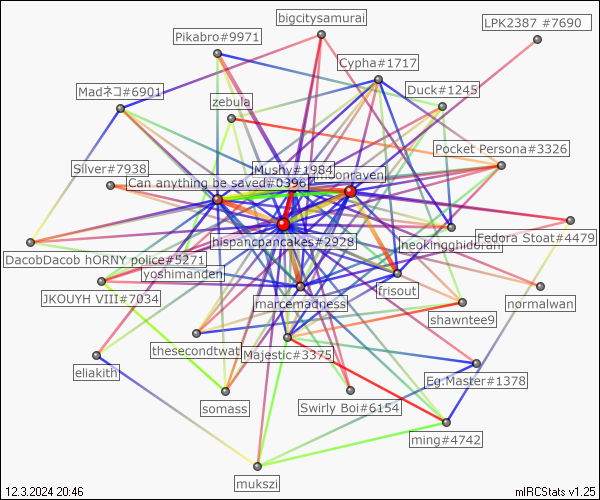 bigcitysamurai
LPK2387 #7690
Pikabro#9971
Cypha#1717
Madネコ#6901
Duck#1245
zebula
Pocket Persona#3326
Silver#7938
Mushy#1984
moonraven
Can anything be saved#0396
hispancpancakes#2928
neokingghidorah
Fedora Stoat#4479
DacobDacob hORNY police#5271
yoshimanden
JKOUYH VIII#7034
marcemadness
frisout
normalwan
shawntee9
thesecondtwat
Majestic#3375
eliakith
Eg.Master#1378
somass
Swirly Boi#6154
ming#4742
mukszi
12.3.2024 20:46
mIRCStats v1.25